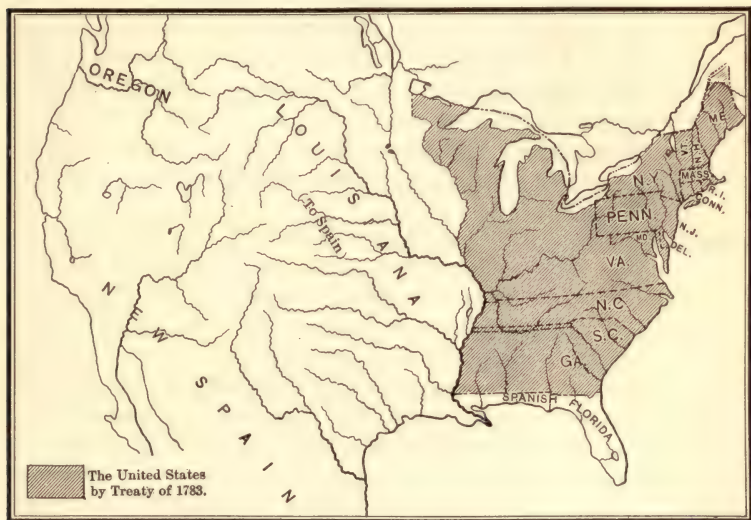 OREGON
LOUISIANA
To Spain
NEW SPAIN
ME.
VT.
N.H.
MASS.
R.I.
CONN.
N.Y.
PENN.
N.J.
MD.
DEL.
VA.
N.C.
S.C.
GA.
SPANISH FLORIDA
The United States
by Treaty of 1783.